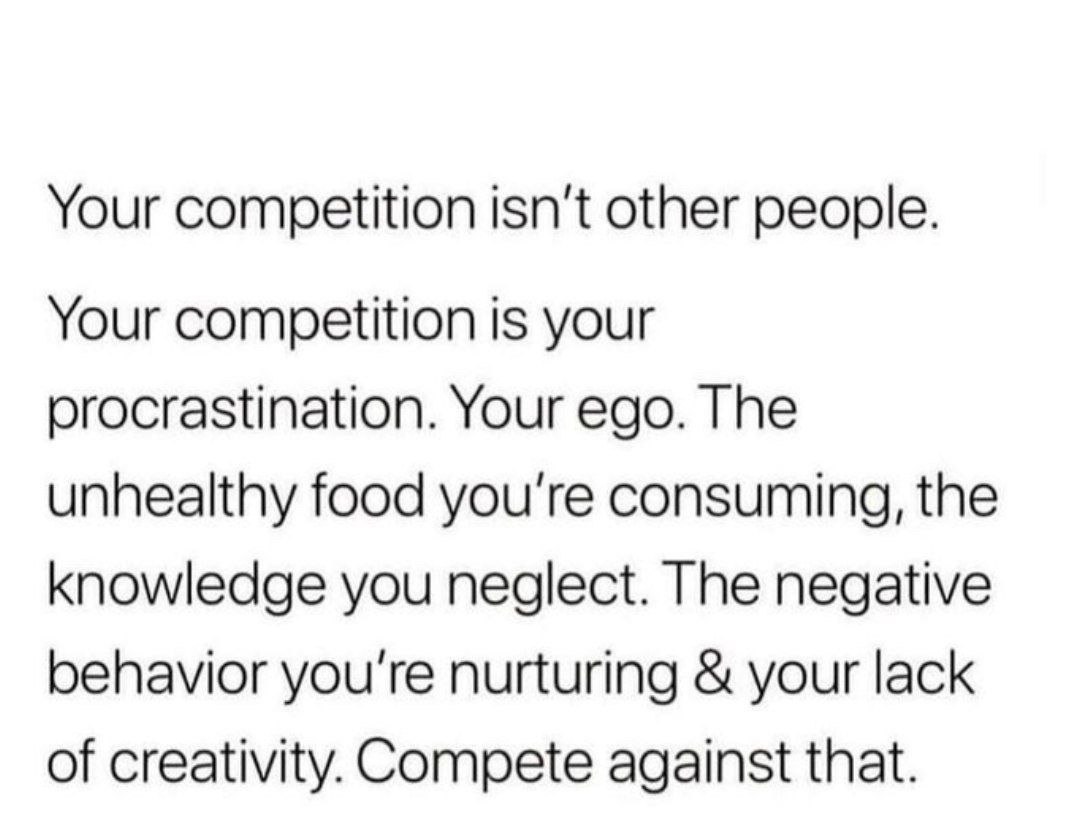 Your competition isn't other people.
Your competition is your
procrastination. Your ego. The
unhealthy food you're consuming, the
knowledge you neglect. The negative
behavior you're nurturing & your lack
of creativity. Compete against that.